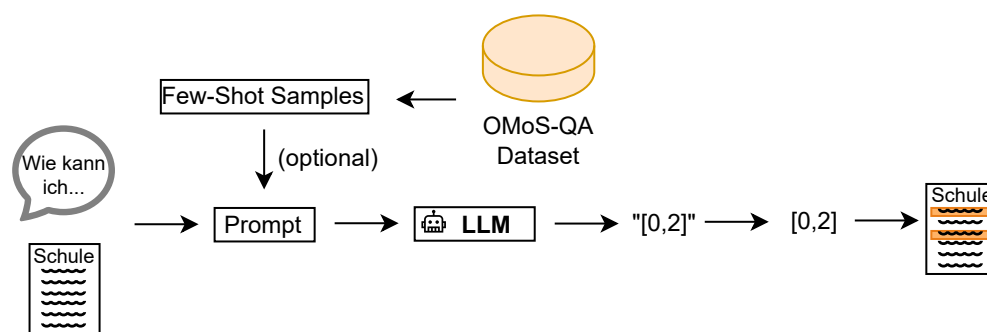 Few-Shot Samples
OMoS-QA
Dataset
(optional)
Wie kann
ich...
Schule
Prompt
LLM
"[0,2]"
[0,2]
Schule